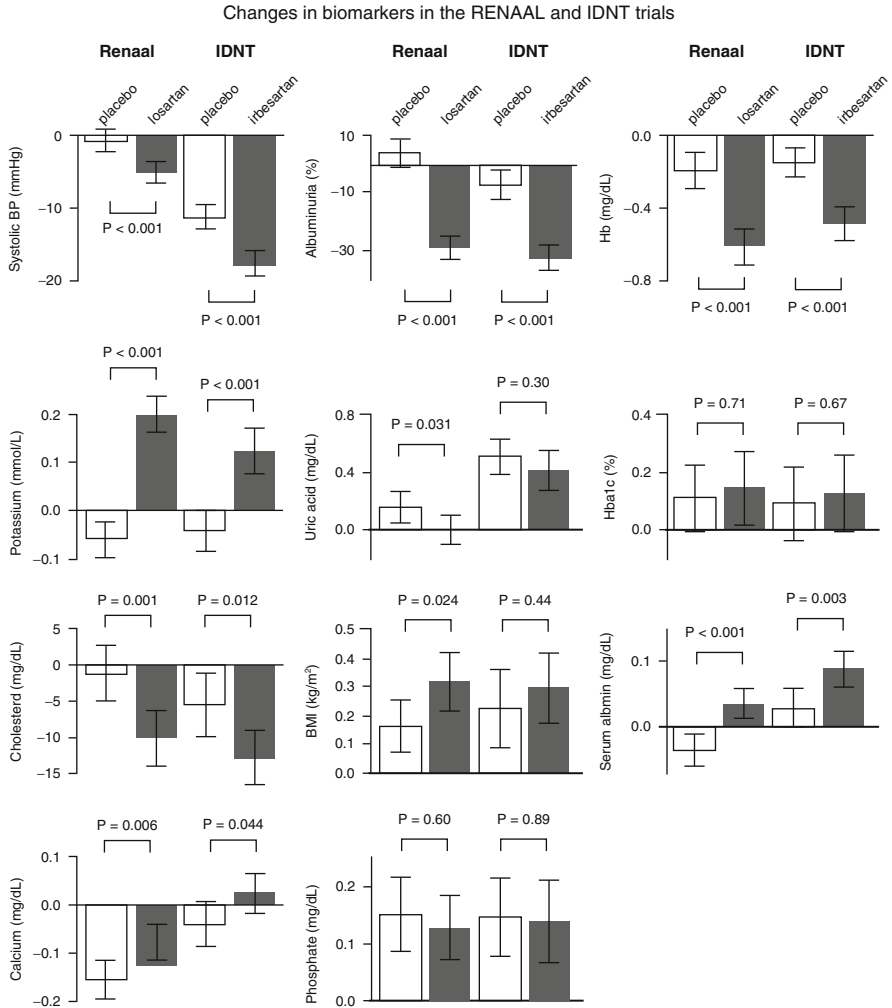 Changes in biomarkers in the RENAAL and IDNT trials
Renaal IDNT Renaal IDNT Renaal IDNT
placebo losartan placebo irbesartan placebo losartan placebo irbesartan placebo losartan placebo irbesartan
Systolic BP (mmHg)
0
−10
−20
P < 0.001
P < 0.001
Albuminuria (%)
10
−10
−30
P < 0.001 P < 0.001
Hb (mg/dL)
0.0
−0.4
−0.8
P < 0.001 P < 0.001
Potassium (mmol/L)
0.2
0.1
0.0
−0.1
P < 0.001
P < 0.001
Uric acid (mg/dL)
0.8
0.4
0.0
P = 0.031
P = 0.30
Hba1c (%)
0.4
0.2
0.0
P = 0.71 P = 0.67
Cholesterd (mg/dL)
5
0
−5
−10
−15
P = 0.001 P = 0.012
BMI (kg/m²)
0.5
0.4
0.3
0.2
0.1
0.0
P = 0.024 P = 0.44
Serum albmin (mg/dL)
0.1
0.0
P < 0.001
P = 0.003
Calcium (mg/dL)
0.1
0.0
−0.1
−0.2
P = 0.006 P = 0.044
Phosphate (mg/dL)
0.2
0.1
0.0
P = 0.60 P = 0.89